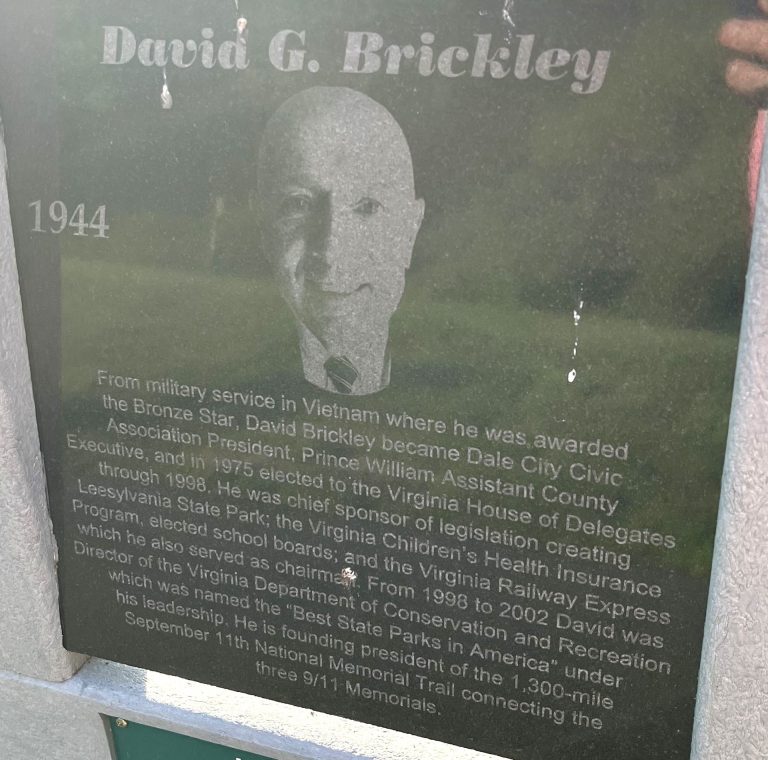 David G. Brickley
1944
From military service in Vietnam where he was awarded
the Bronze Star, David Brickley became Dale City Civic
Association President, Prince William Assistant County
Executive, and in 1975 elected to the Virginia House of Delegates
through 1998. He was chief sponsor of legislation creating
Leesylvania State Park; the Virginia Children's Health Insurance
Program, elected school boards; and the Virginia Railway Express
which he also served as chairman. From 1998 to 2002 David was
Director of the Virginia Department of Conservation and Recreation
which was named the "Best State Parks in America" under
his leadership. He is founding president of the 1,300-mile
September 11th National Memorial Trail connecting the
three 9/11 Memorials.